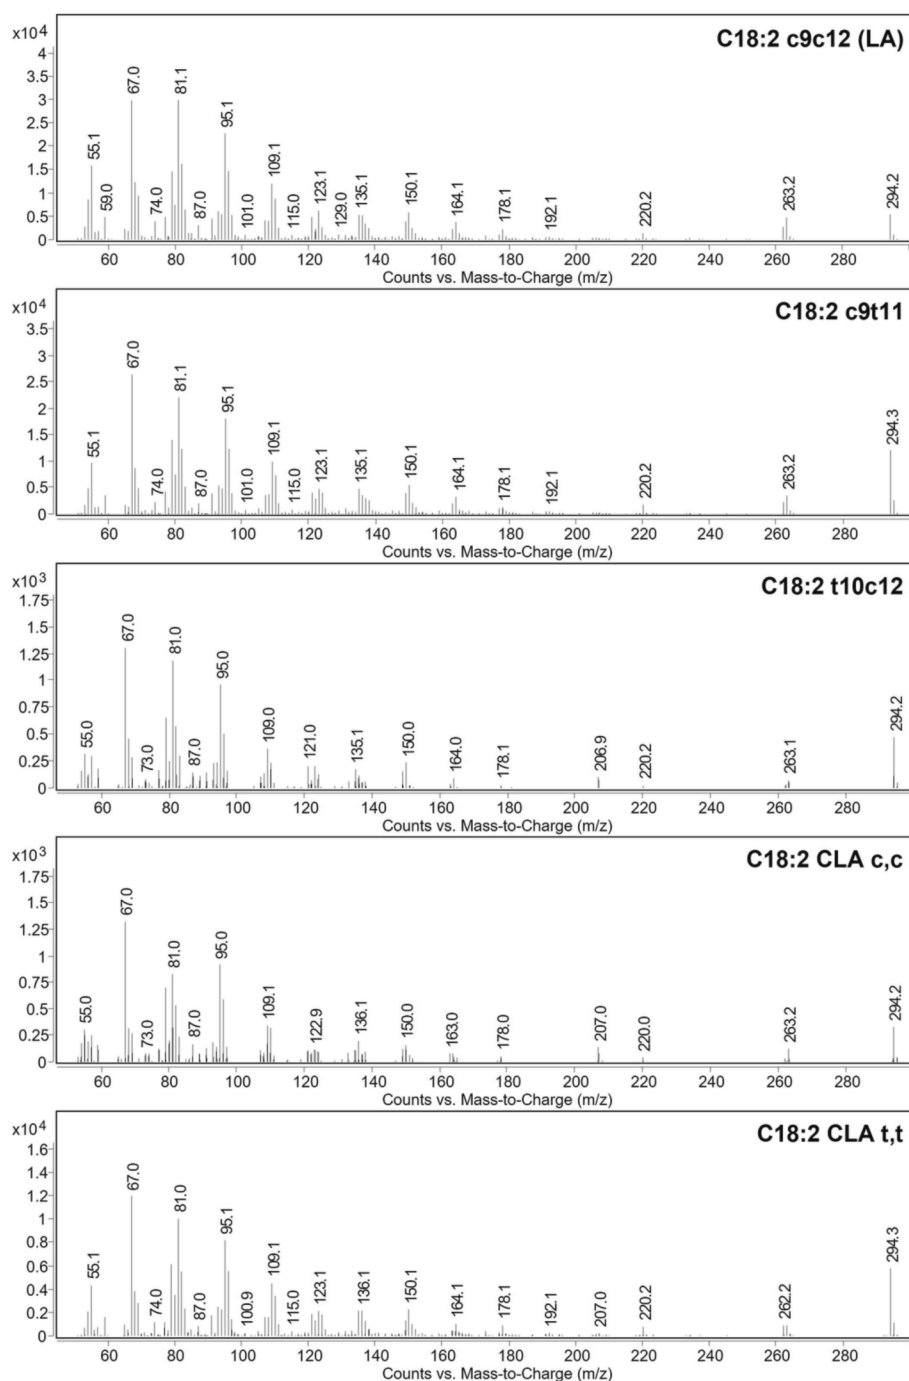 x10⁴
C18:2 c9c12 (LA)
4
3.5
3
2.5
2
1.5
1
0.5
0
55.1 59.0 67.0 74.0 81.1 87.0 95.1 101.0 109.1 115.0 123.1 129.0 135.1 150.1 164.1 178.1 192.1 220.2 263.2 294.2
60 80 100 120 140 160 180 200 220 240 260 280
Counts vs. Mass-to-Charge (m/z)
x10⁴
C18:2 c9t11
3.5
3
2.5
2
1.5
1
0.5
0
55.1 67.0 74.0 81.1 87.0 95.1 101.0 109.1 115.0 123.1 135.1 150.1 164.1 178.1 192.1 220.2 263.2 294.3
60 80 100 120 140 160 180 200 220 240 260 280
Counts vs. Mass-to-Charge (m/z)
x10³
C18:2 t10c12
1.75
1.5
1.25
1
0.75
0.5
0.25
0
55.0 67.0 73.0 81.0 87.0 95.0 109.0 121.0 135.1 150.0 164.0 178.1 206.9 220.2 263.1 294.2
60 80 100 120 140 160 180 200 220 240 260 280
Counts vs. Mass-to-Charge (m/z)
x10³
C18:2 CLA c,c
1.75
1.5
1.25
1
0.75
0.5
0.25
0
55.0 67.0 73.0 81.0 87.0 95.0 109.1 122.9 136.1 150.0 163.0 178.0 207.0 220.0 263.2 294.2
60 80 100 120 140 160 180 200 220 240 260 280
Counts vs. Mass-to-Charge (m/z)
x10⁴
C18:2 CLA t,t
1.6
1.4
1.2
1
0.8
0.6
0.4
0.2
0
55.1 67.0 74.0 81.0 87.0 95.1 100.9 109.1 115.0 123.1 136.1 150.1 164.1 178.1 192.1 207.0 220.2 262.2 294.3
60 80 100 120 140 160 180 200 220 240 260 280
Counts vs. Mass-to-Charge (m/z)